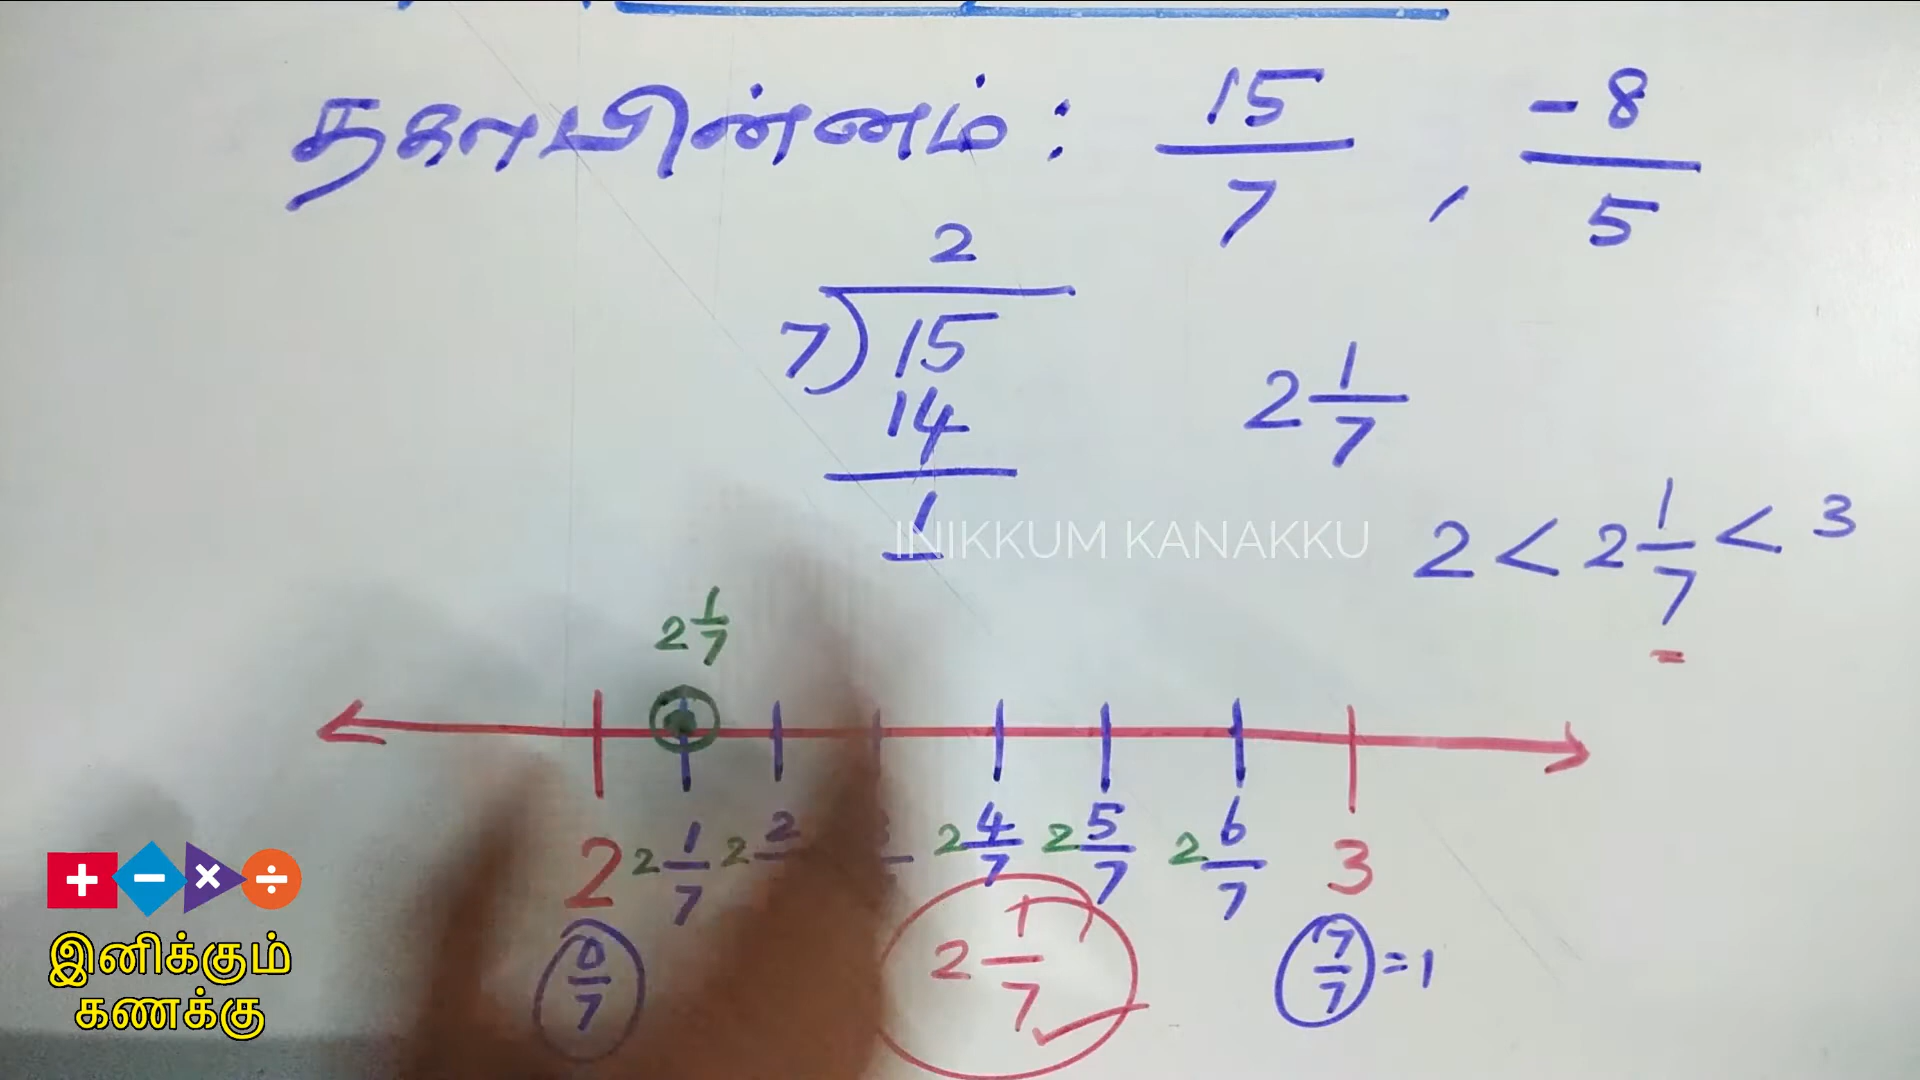 தகாபின்னம் : 15/7 , -8/5
2
7) 15
14
1
2 1/7
2 < 2 1/7 < 3
INIKKUM KANAKKU
2 1/7
2 2 1/7 2 2 2 4/7 2 5/7 2 6/7 3
0/7 2 1/7 7/7 = 1
+ − × ÷
இனிக்கும்
கணக்கு